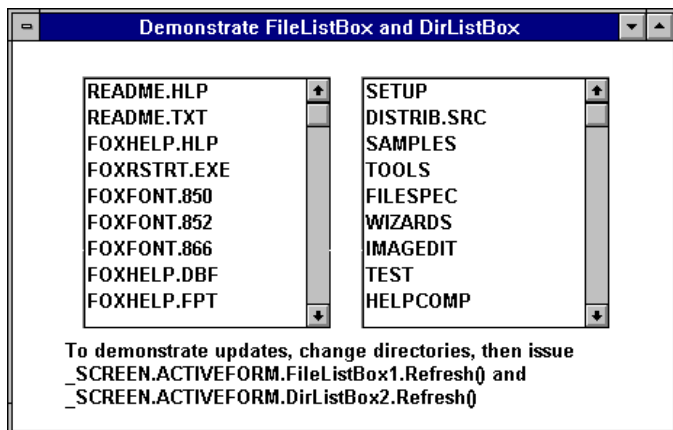 Demonstrate FileListBox and DirListBox
README.HLP
README.TXT
FOXHELP.HLP
FOXRSTRT.EXE
FOXFONT.850
FOXFONT.852
FOXFONT.866
FOXHELP.DBF
FOXHELP.FPT
SETUP
DISTRIB.SRC
SAMPLES
TOOLS
FILESPEC
WIZARDS
IMAGEDIT
TEST
HELPCOMP
To demonstrate updates, change directories, then issue
_SCREEN.ACTIVEFORM.FileListBox1.Refresh() and
_SCREEN.ACTIVEFORM.DirListBox2.Refresh()